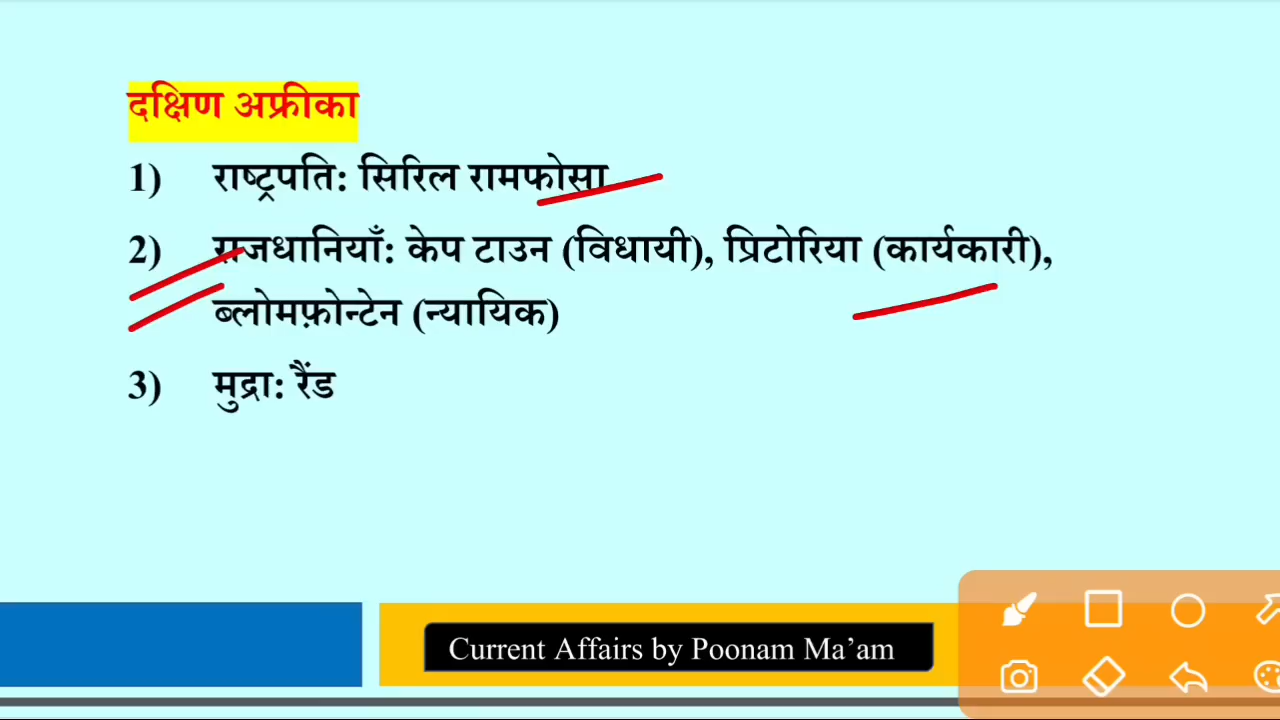 दक्षिण अफ्रीका
1) राष्ट्रपति: सिरिल रामफोसा
2) राजधानियाँ: केप टाउन (विधायी), प्रिटोरिया (कार्यकारी),
ब्लोमफ़ोन्टेन (न्यायिक)
3) मुद्रा: रैंड
Current Affairs by Poonam Ma’am